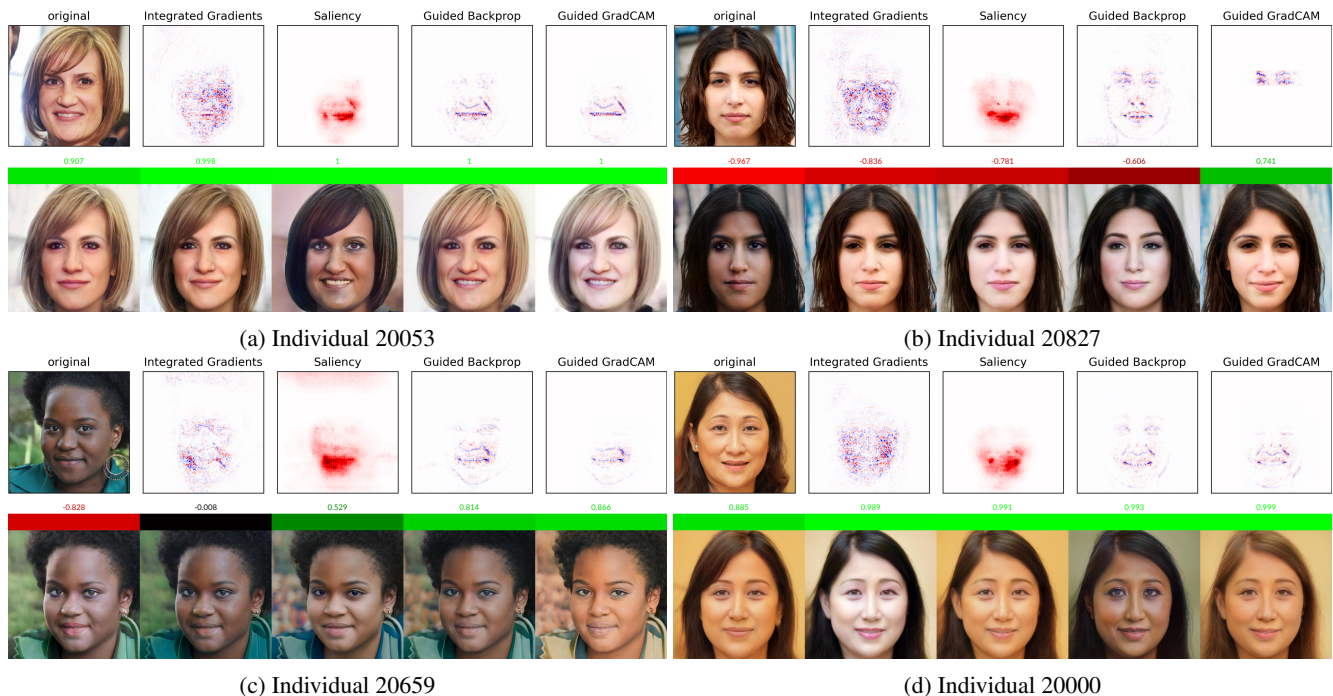 original Integrated Gradients Saliency Guided Backprop Guided GradCAM
0.907 0.998 1 1 1
(a) Individual 20053
original Integrated Gradients Saliency Guided Backprop Guided GradCAM
-0.967 -0.836 -0.781 -0.606 0.741
(b) Individual 20827
original Integrated Gradients Saliency Guided Backprop Guided GradCAM
-0.828 -0.008 0.529 0.814 0.866
(c) Individual 20659
original Integrated Gradients Saliency Guided Backprop Guided GradCAM
0.885 0.989 0.991 0.993 0.999
(d) Individual 20000